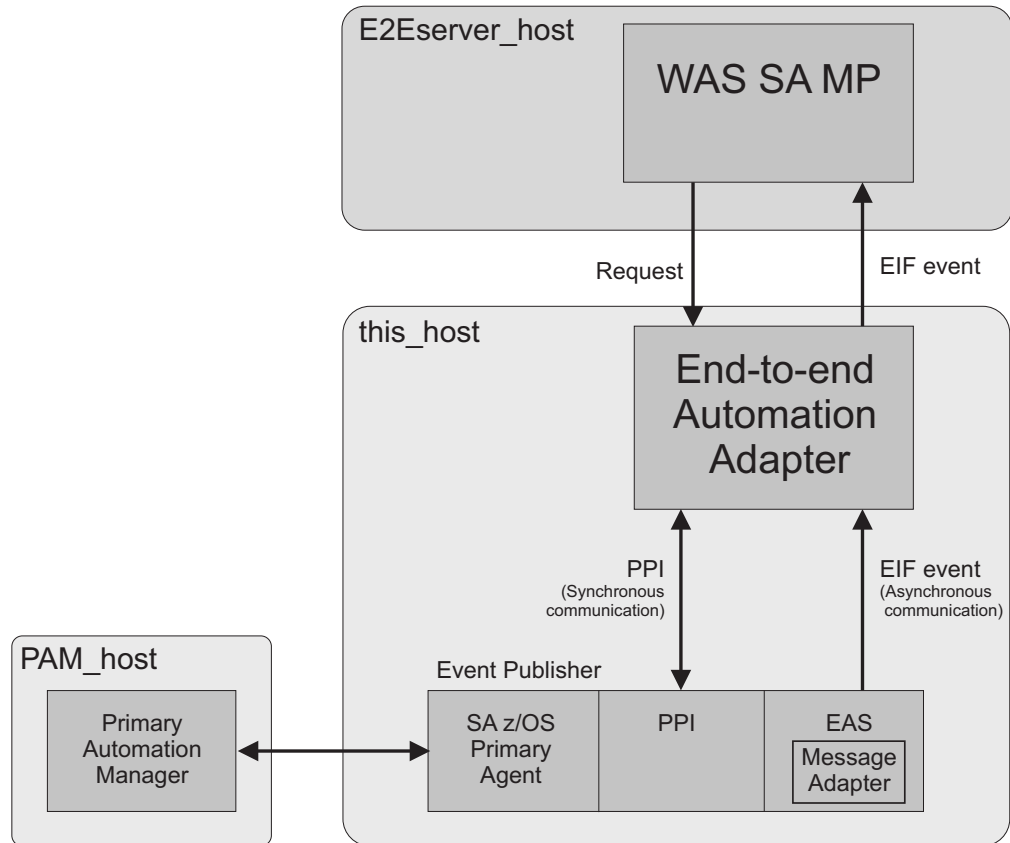 E2Eserver_host
WAS SA MP
Request
EIF event
this_host
End-to-end
Automation
Adapter
PPI
(Synchronous
communication)
EIF event
(Asynchronous
communication)
PAM_host
Primary
Automation
Manager
Event Publisher
SA z/OS
Primary
Agent
PPI
EAS
Message
Adapter